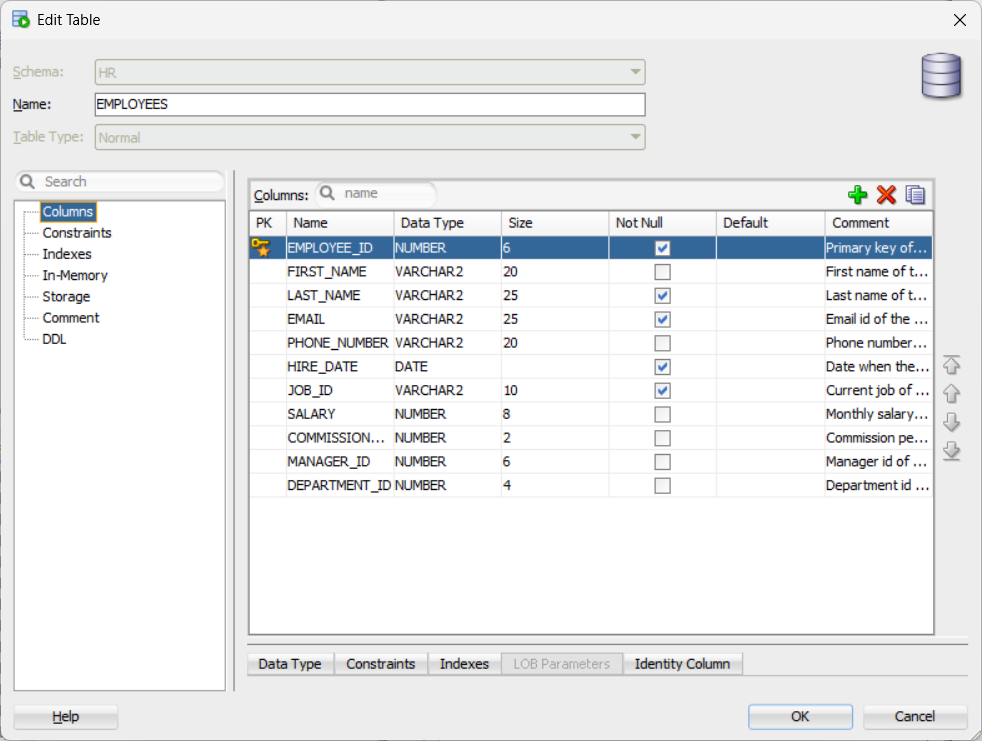 Edit Table
Schema: HR
Name: EMPLOYEES
Table Type: Normal
Search
Columns
Constraints
Indexes
In-Memory
Storage
Comment
DDL
Columns: name
PK Name Data Type Size Not Null Default Comment
EMPLOYEE_ID NUMBER 6 Primary key of...
FIRST_NAME VARCHAR2 20 First name of t...
LAST_NAME VARCHAR2 25 Last name of t...
EMAIL VARCHAR2 25 Email id of the ...
PHONE_NUMBER VARCHAR2 20 Phone number...
HIRE_DATE DATE Date when the...
JOB_ID VARCHAR2 10 Current job of ...
SALARY NUMBER 8 Monthly salary...
COMMISSION... NUMBER 2 Commission pe...
MANAGER_ID NUMBER 6 Manager id of ...
DEPARTMENT_ID NUMBER 4 Department id ...
Data Type Constraints Indexes LOB Parameters Identity Column
Help OK Cancel